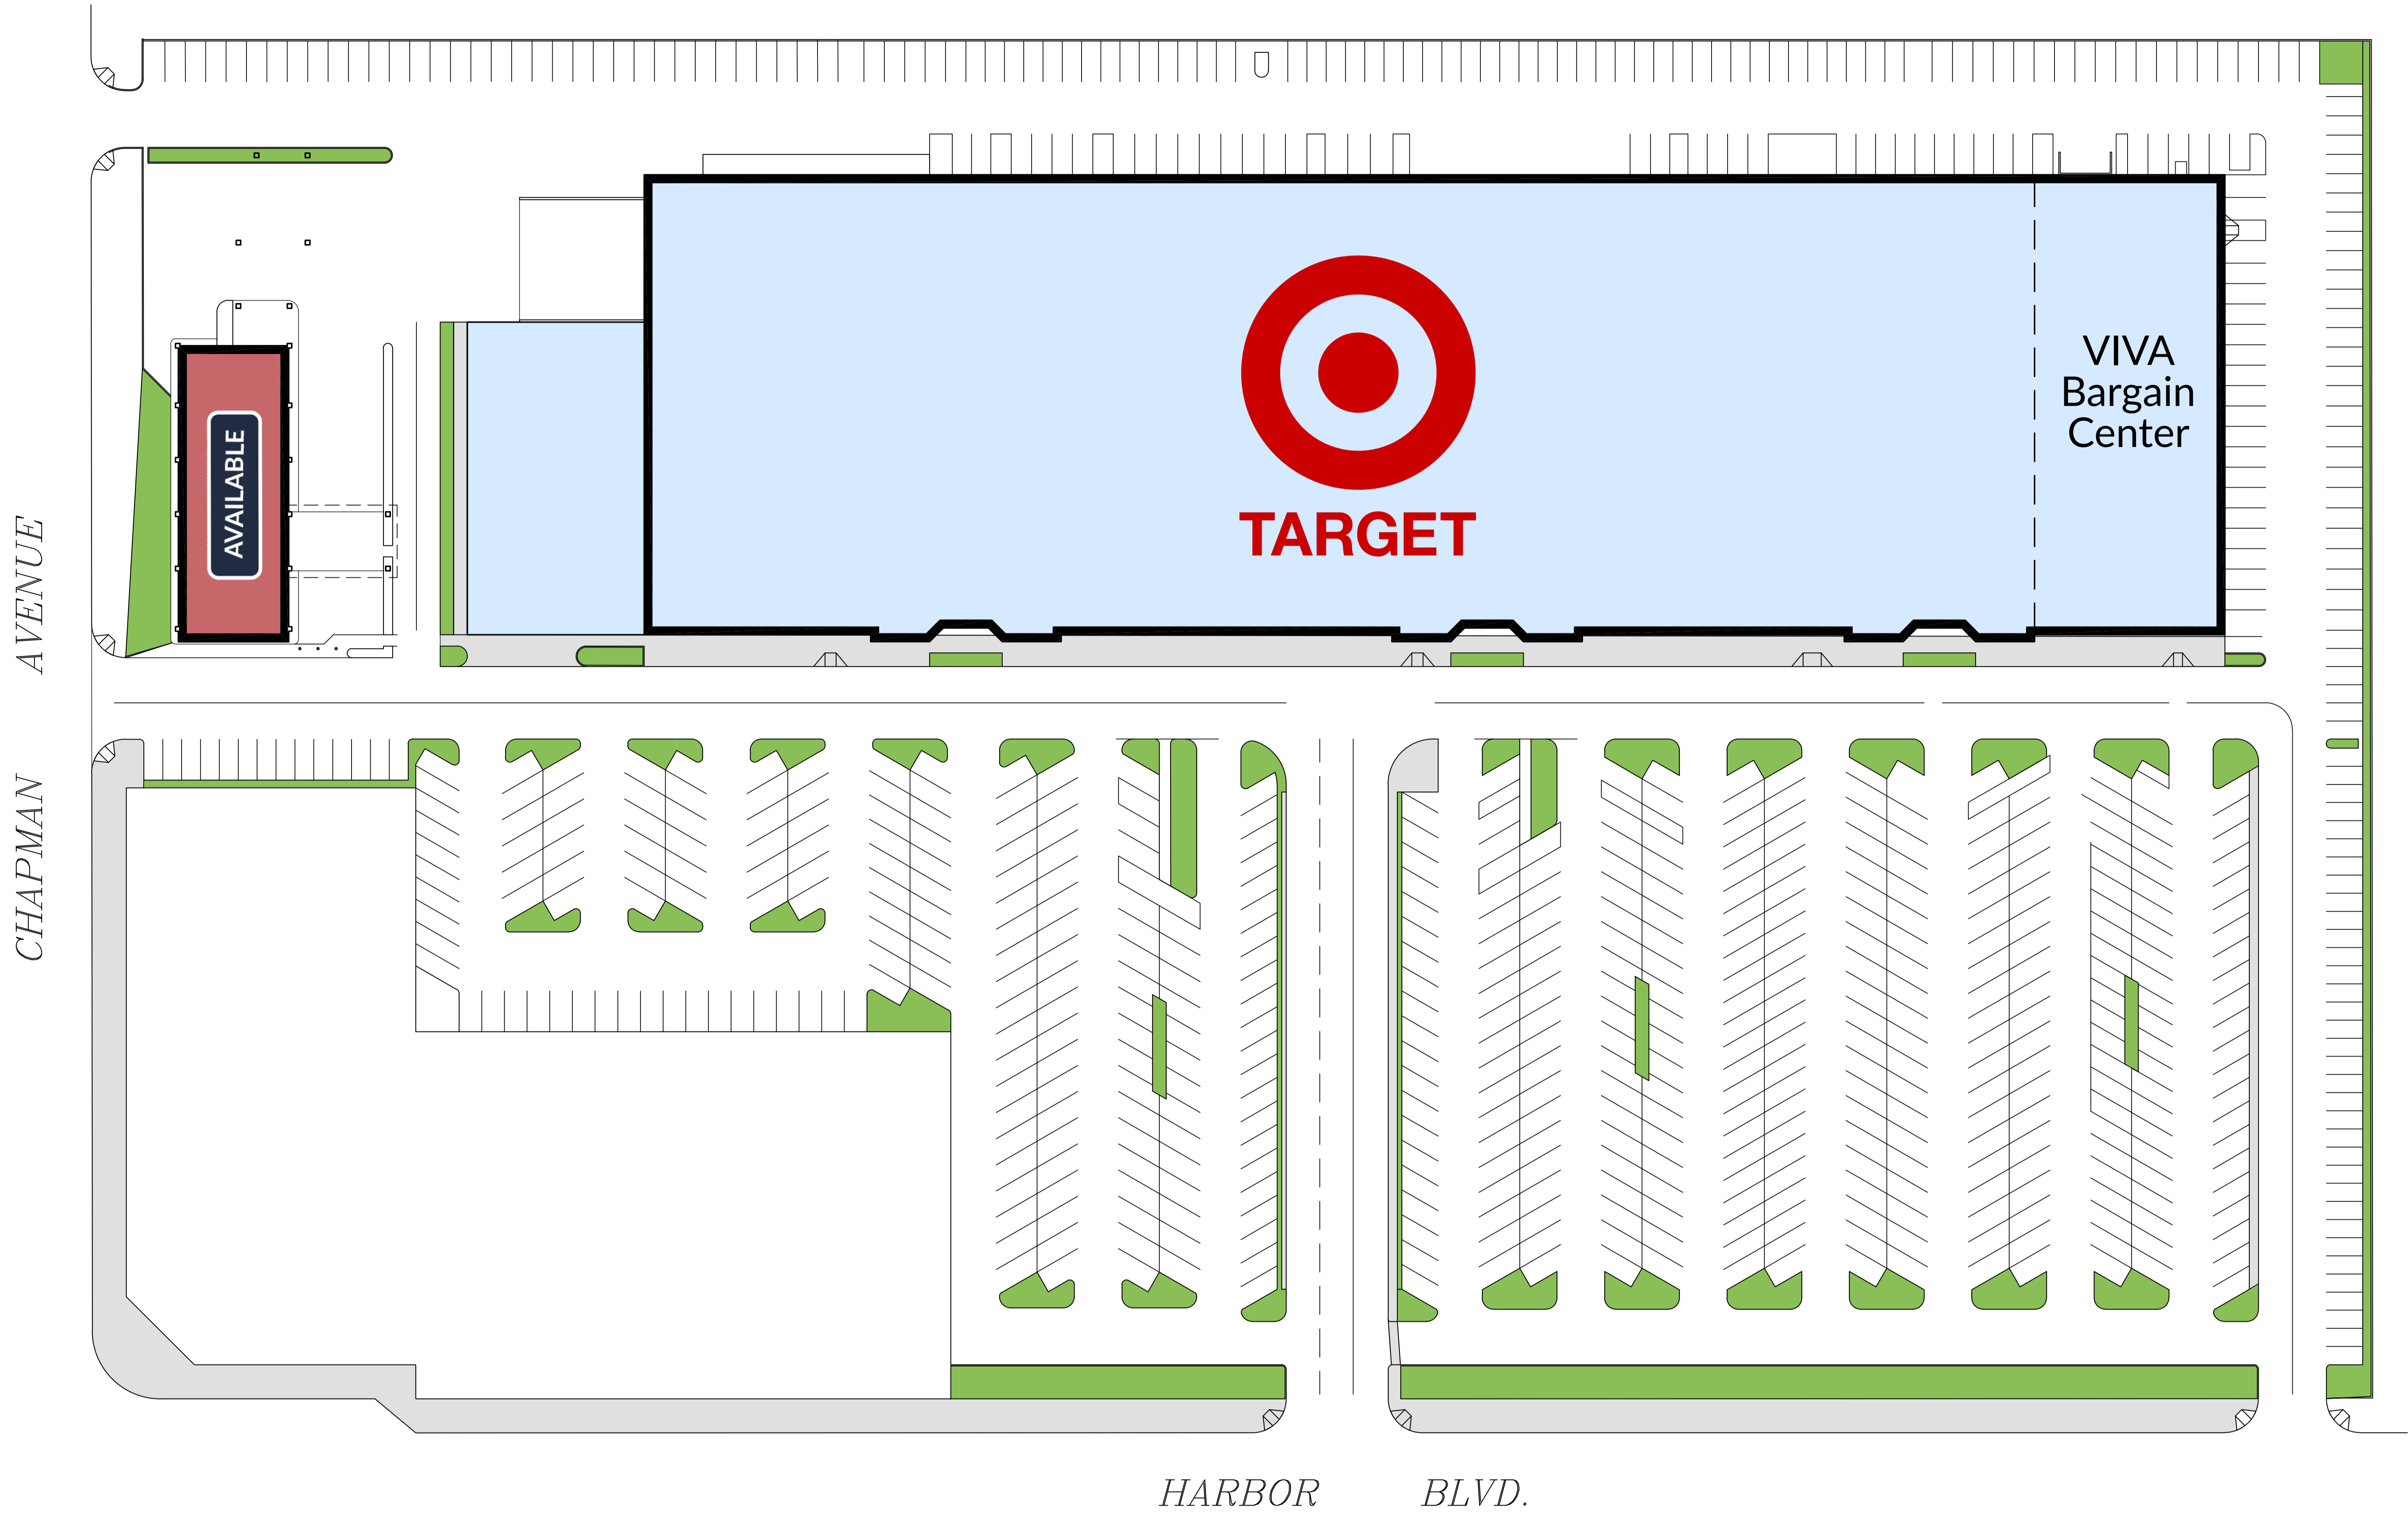 AVAILABLE
TARGET
VIVA
Bargain
Center
CHAPMAN AVENUE
HARBOR BLVD.